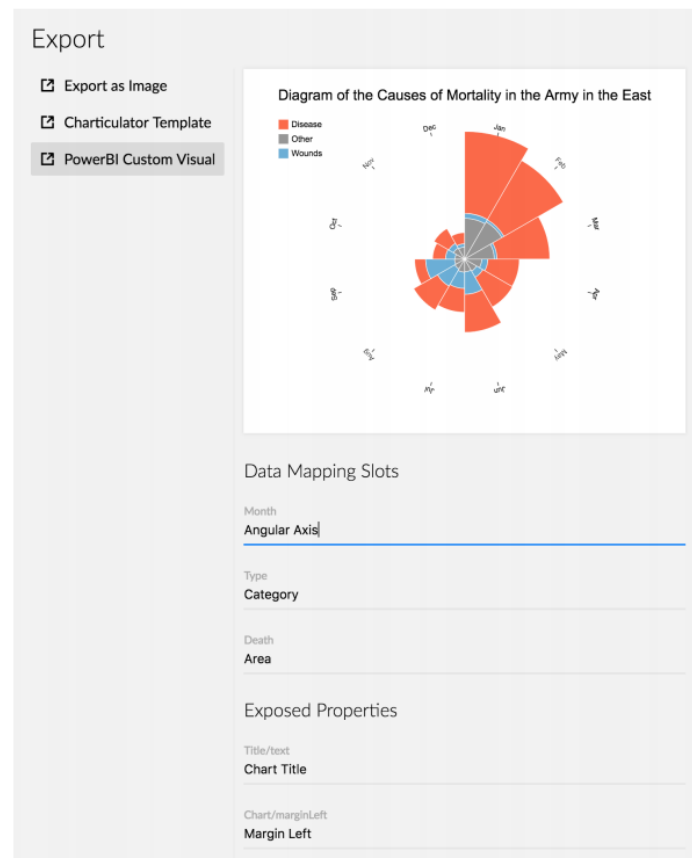 Export
Export as Image
Charticulator Template
PowerBI Custom Visual
Diagram of the Causes of Mortality in the Army in the East
Disease
Other
Wounds
Dec
Jan
Nov
Feb
Oct
Mar
Sep
Apr
Aug
May
Jul
Jun
Data Mapping Slots
Month
Angular Axis
Type
Category
Death
Area
Exposed Properties
Title/text
Chart Title
Chart/marginLeft
Margin Left